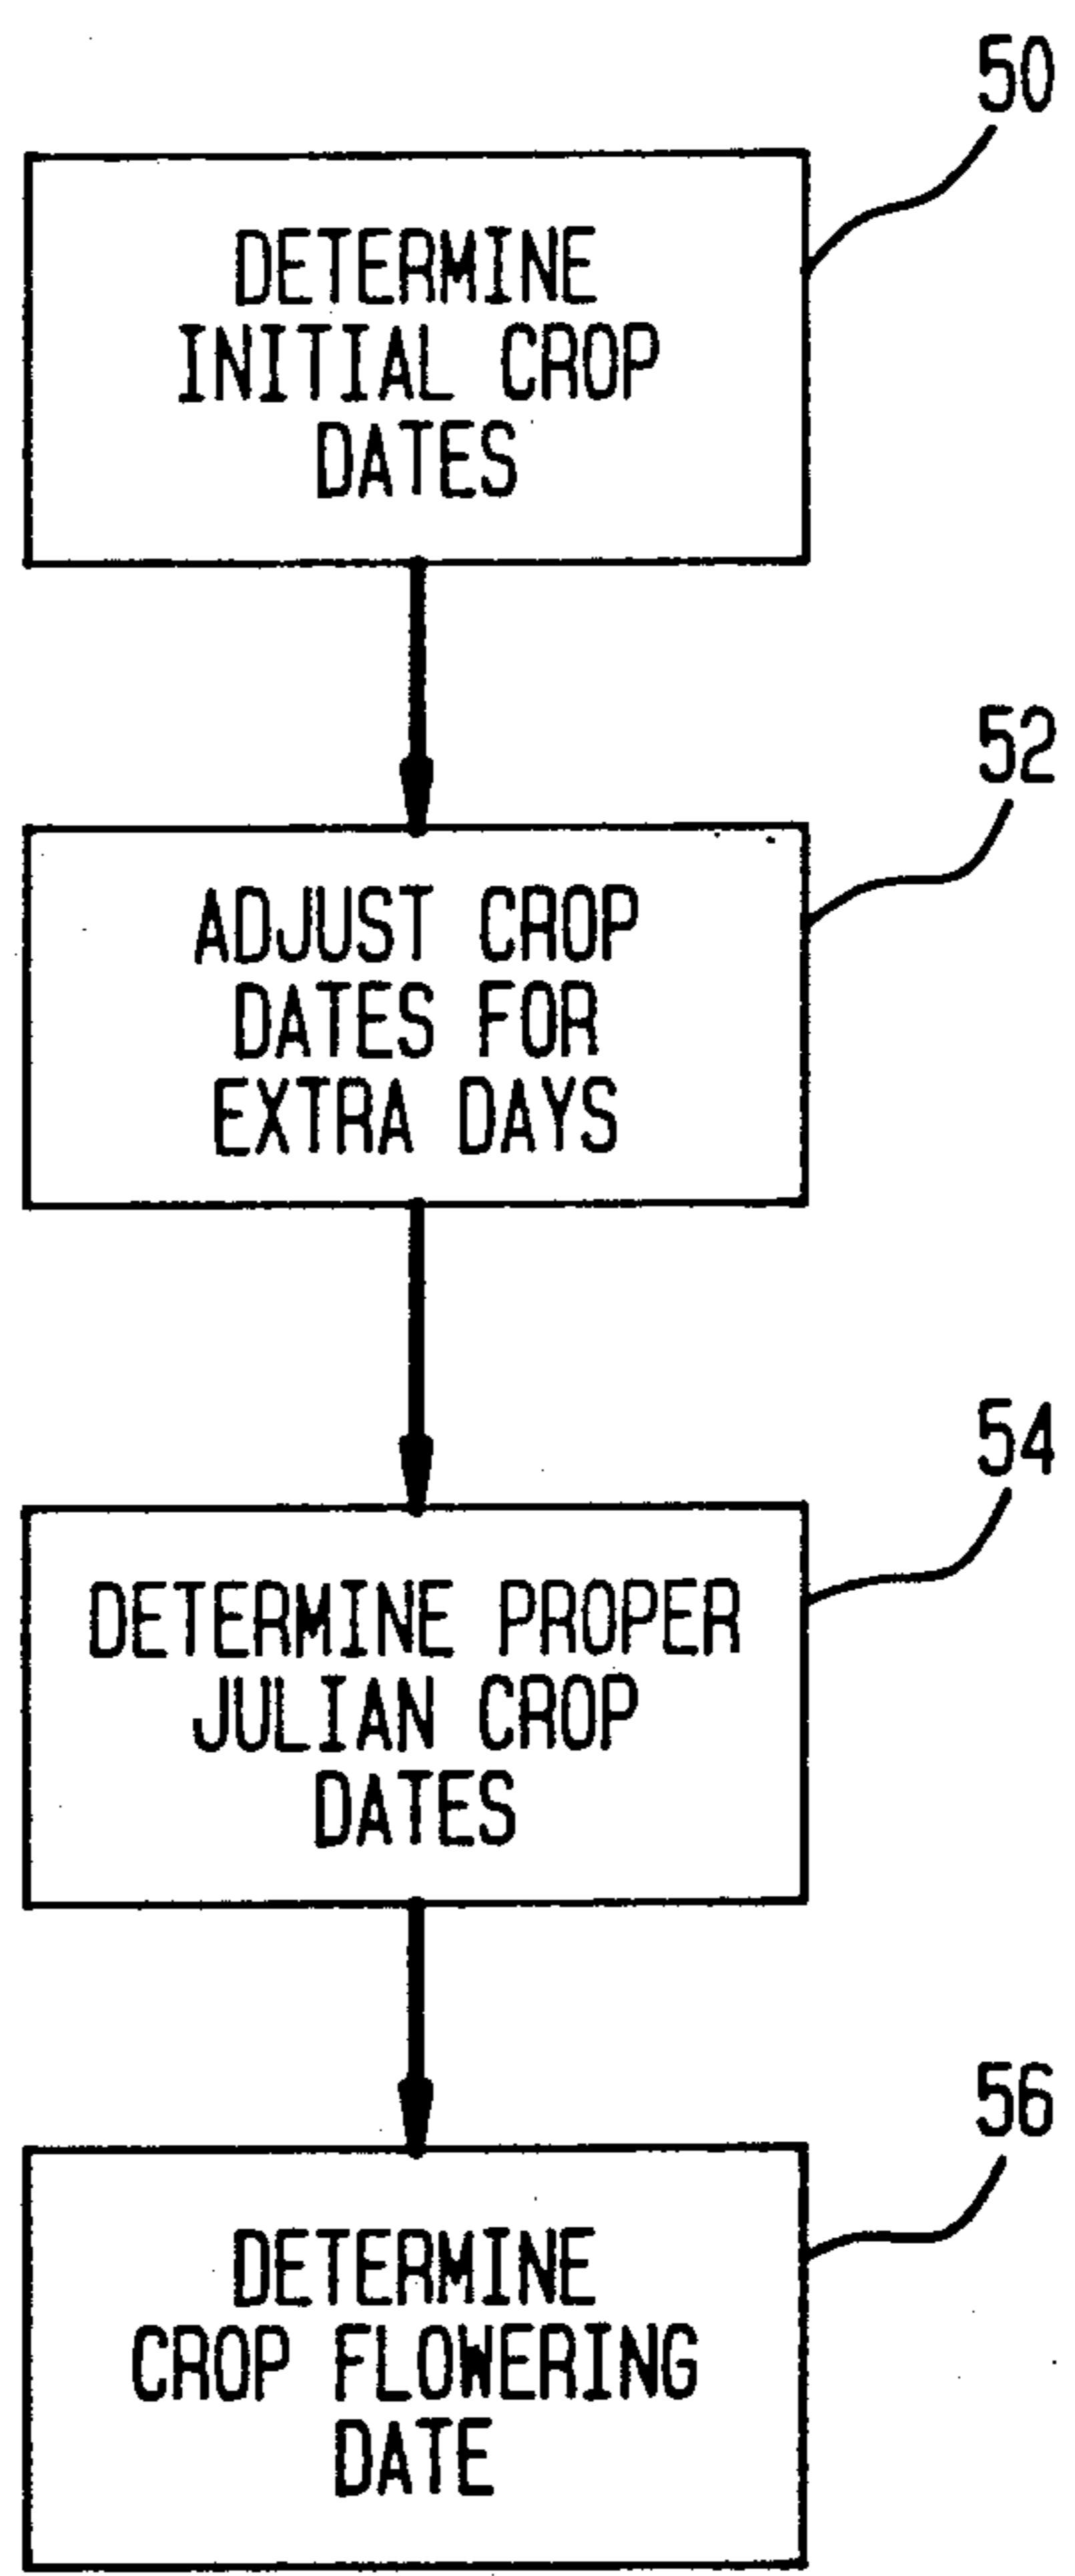 50
DETERMINE
INITIAL CROP
DATES
52
ADJUST CROP
DATES FOR
EXTRA DAYS
54
DETERMINE PROPER
JULIAN CROP
DATES
56
DETERMINE
CROP FLOWERING
DATE